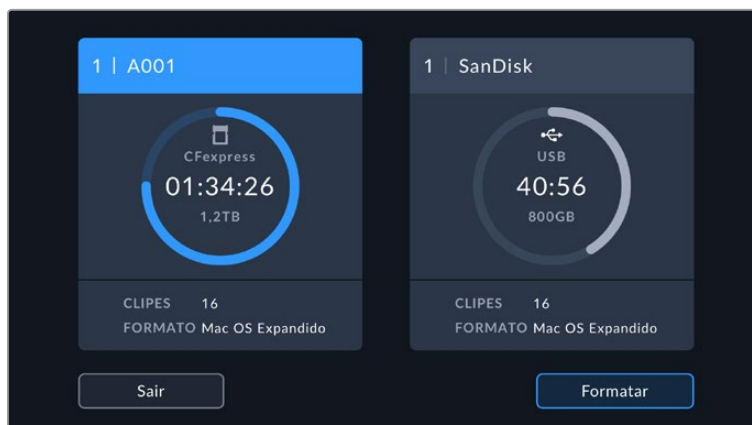 1 | A001
CFexpress
01:34:26
1,2TB
CLIPES 16
FORMATO Mac OS Expandido
1 | SanDisk
USB
40:56
800GB
CLIPES 16
FORMATO Mac OS Expandido
Sair
Formatar